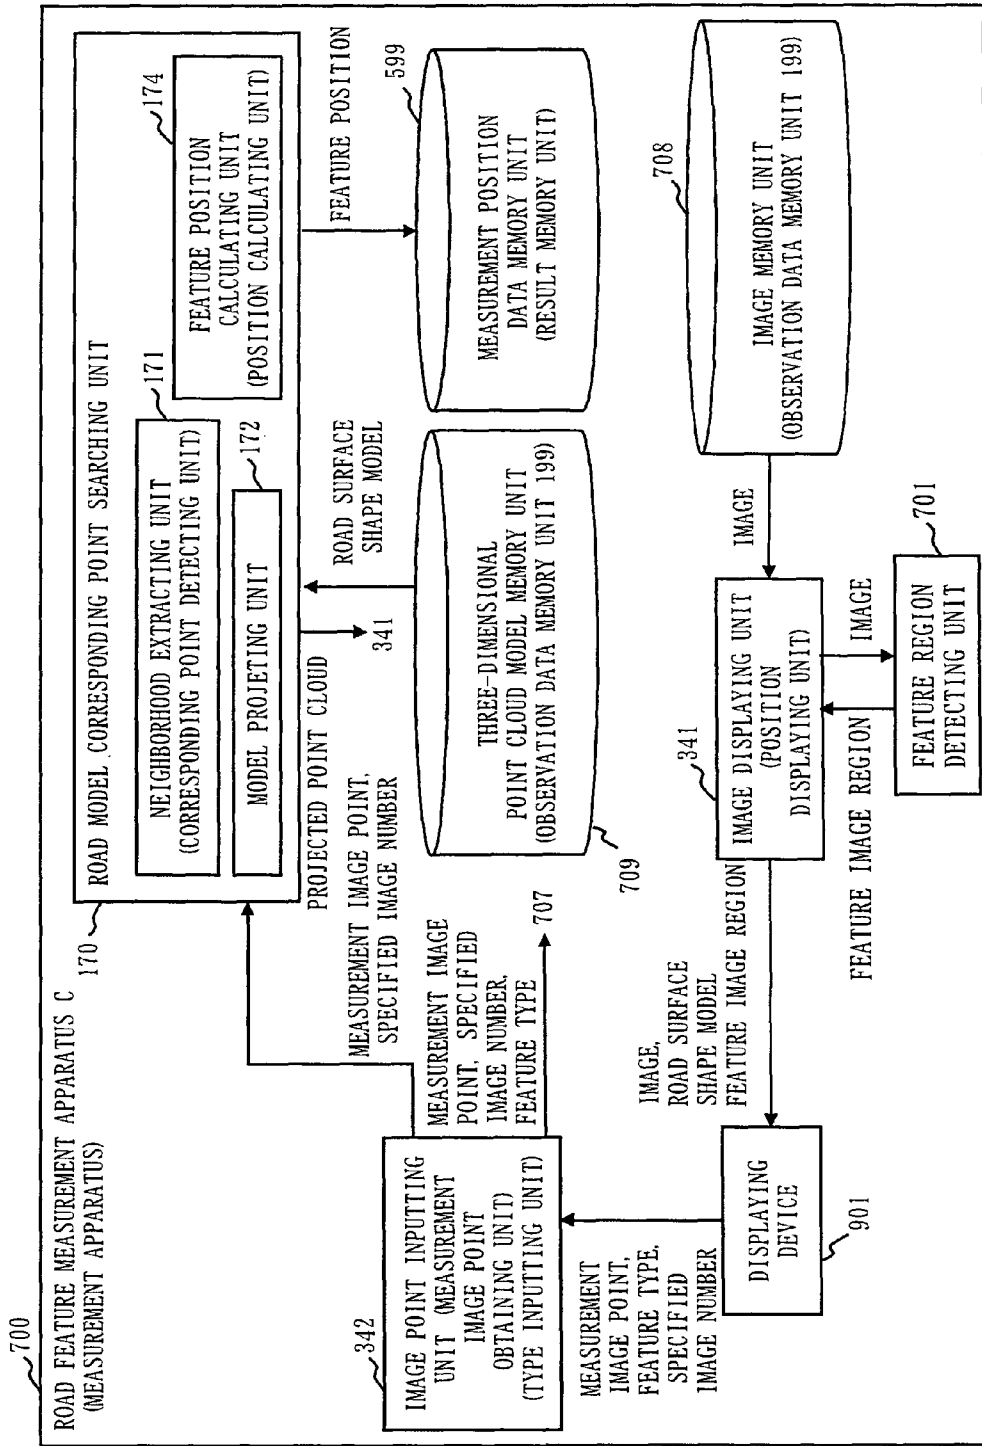 700
ROAD FEATURE MEASUREMENT APPARATUS C
(MEASUREMENT APPARATUS)
170
ROAD MODEL CORRESPONDING POINT SEARCHING UNIT
171
NEIGHBORHOOD EXTRACTING UNIT
(CORRESPONDING POINT DETECTING UNIT)
172
MODEL PROJETING UNIT
174
FEATURE POSITION
CALCULATING UNIT
(POSITION CALCULATING UNIT)
342
IMAGE POINT INPUTTING
UNIT (MEASUREMENT
IMAGE POINT
OBTAINING UNIT)
(TYPE INPUTTING UNIT)
MEASUREMENT IMAGE POINT,
SPECIFIED IMAGE NUMBER
MEASUREMENT IMAGE
POINT, SPECIFIED
IMAGE NUMBER,
FEATURE TYPE
707
PROJECTED POINT CLOUD
341
ROAD SURFACE
SHAPE MODEL
FEATURE POSITION
THREE-DIMENSIONAL
POINT CLOUD MODEL MEMORY UNIT
(OBSERVATION DATA MEMORY UNIT 199)
709
599
MEASUREMENT POSITION
DATA MEMORY UNIT
(RESULT MEMORY UNIT)
MEASUREMENT
IMAGE POINT,
FEATURE TYPE,
SPECIFIED
IMAGE NUMBER
DISPLAYING
DEVICE
901
IMAGE,
ROAD SURFACE
SHAPE MODEL
FEATURE IMAGE REGION
341
IMAGE DISPLAYING UNIT
(POSITION
DISPLAYING UNIT)
IMAGE
708
IMAGE MEMORY UNIT
(OBSERVATION DATA MEMORY UNIT 199)
FEATURE IMAGE REGION
IMAGE
701
FEATURE REGION
DETECTING UNIT